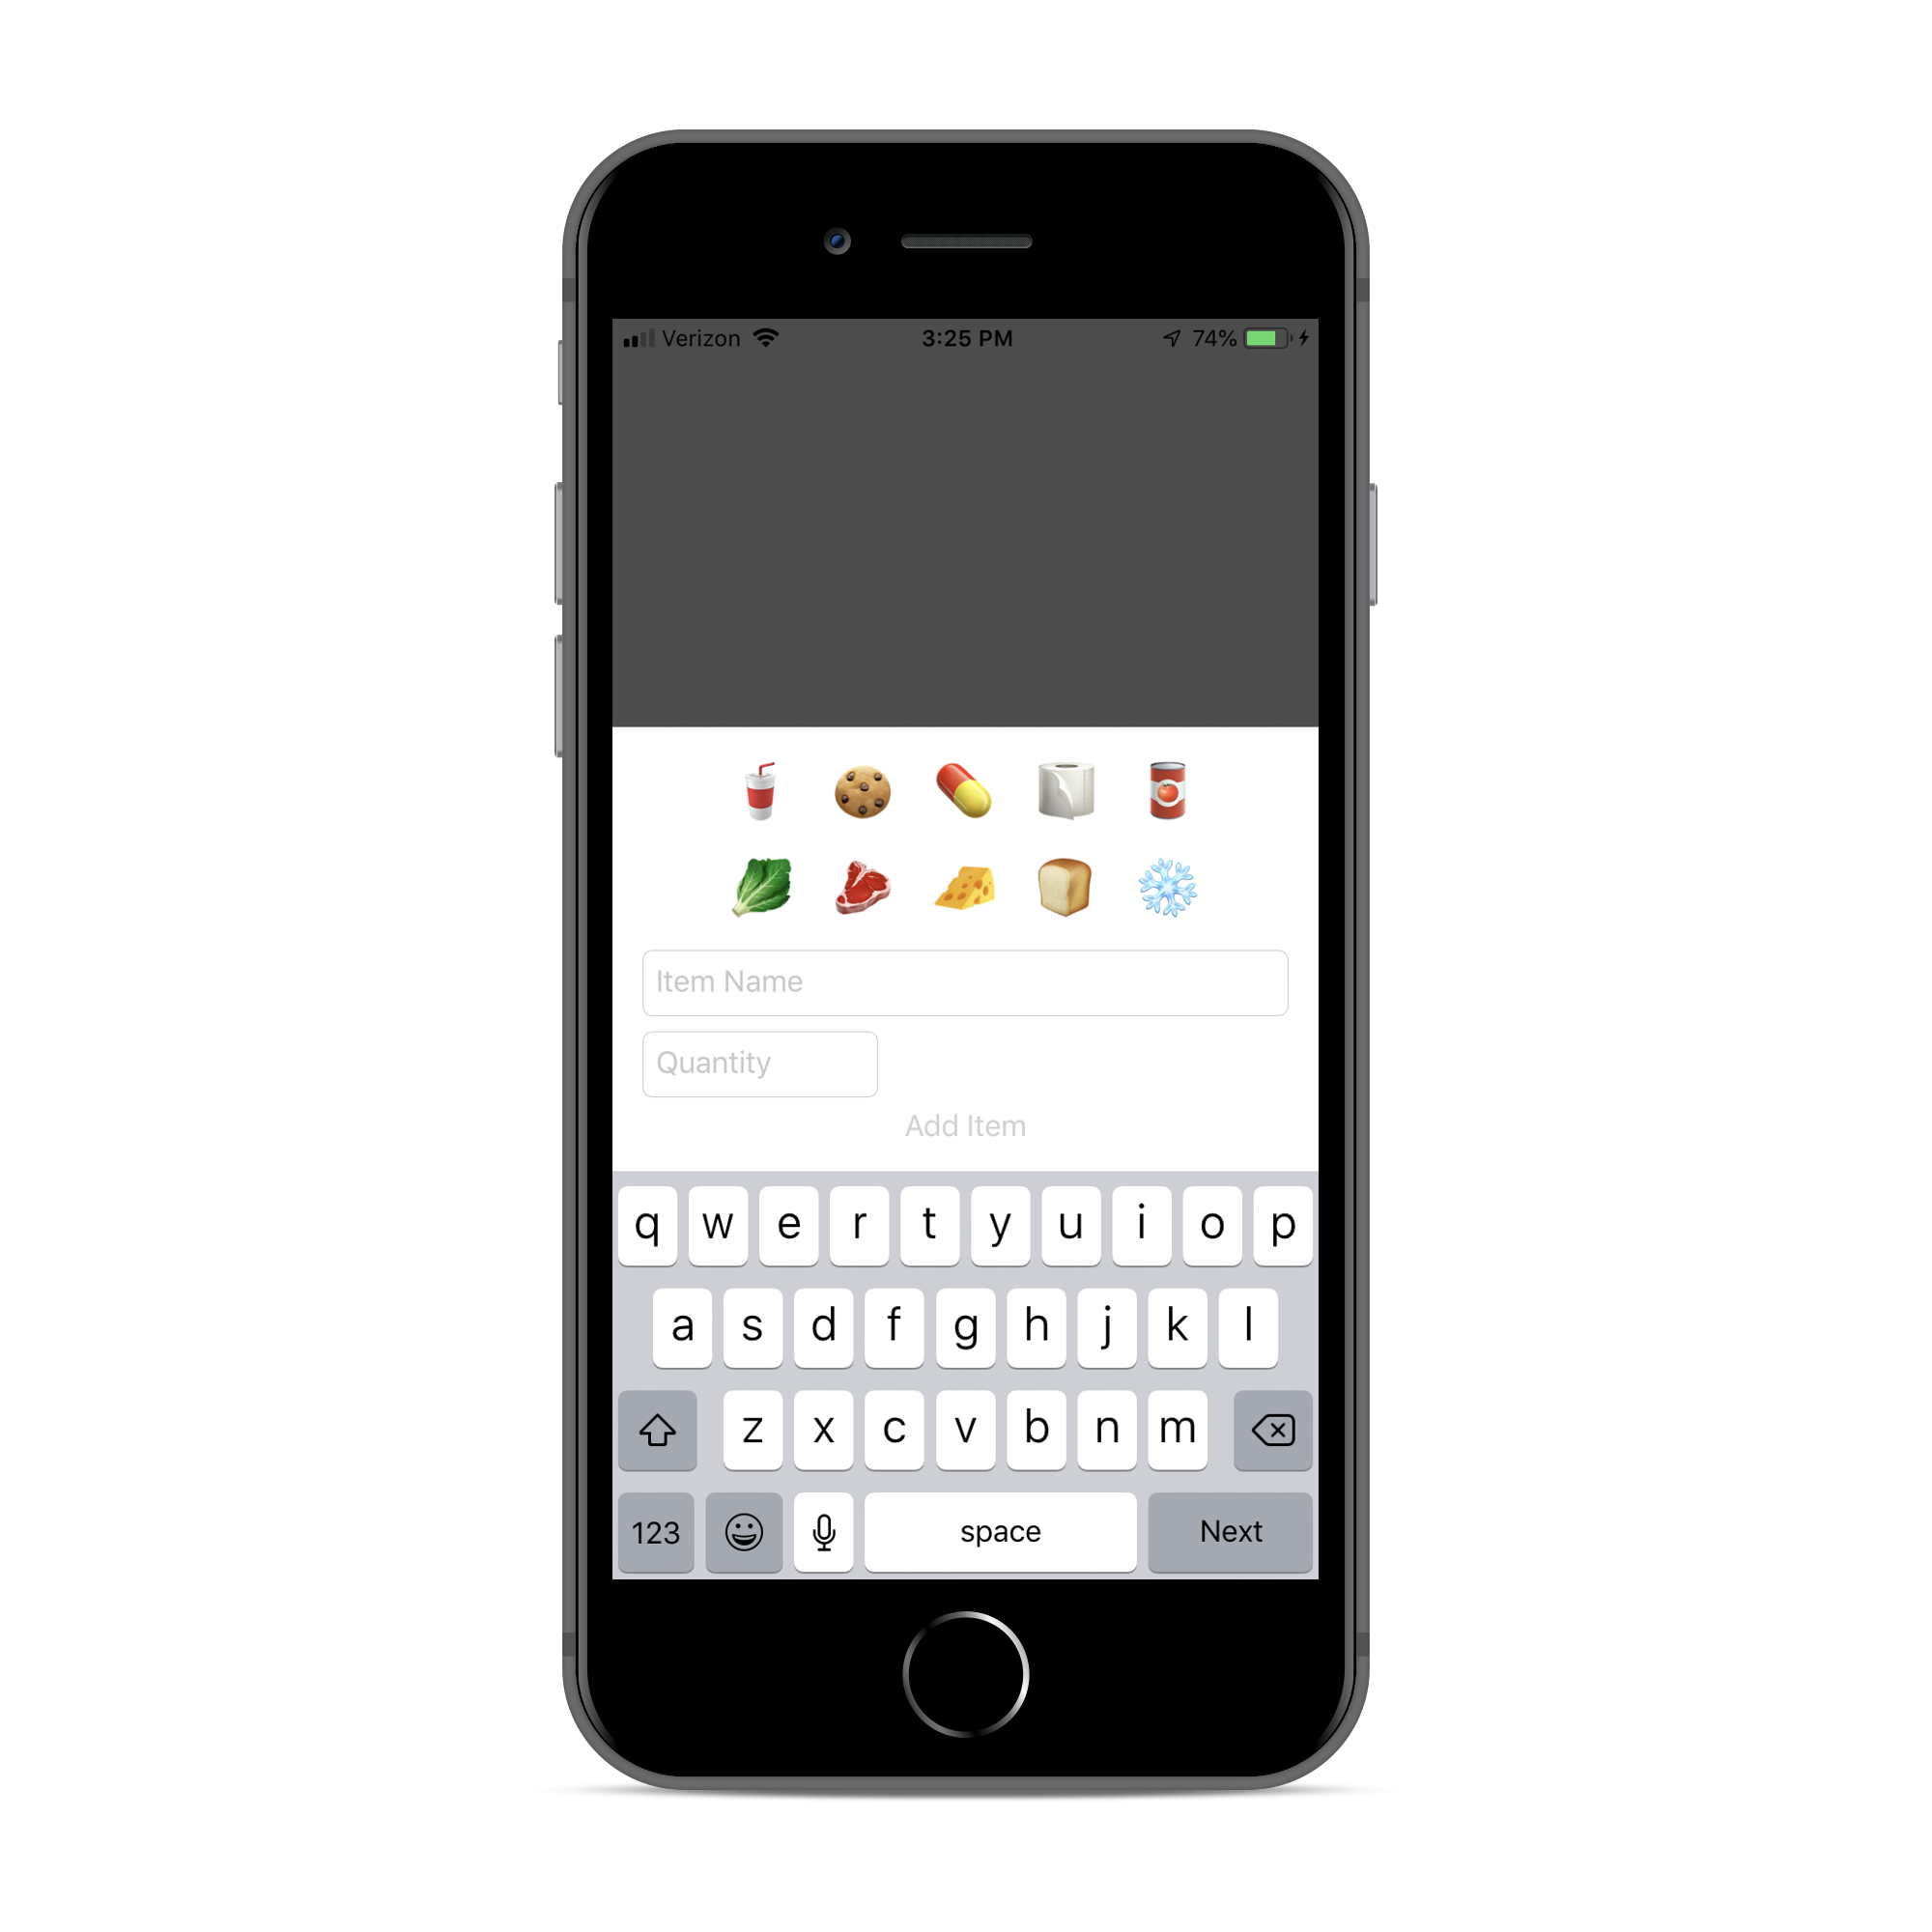 Verizon 3:25 PM 74%
Item Name
Quantity
Add Item
q w e r t y u i o p
a s d f g h j k l
z x c v b n m
123 space Next